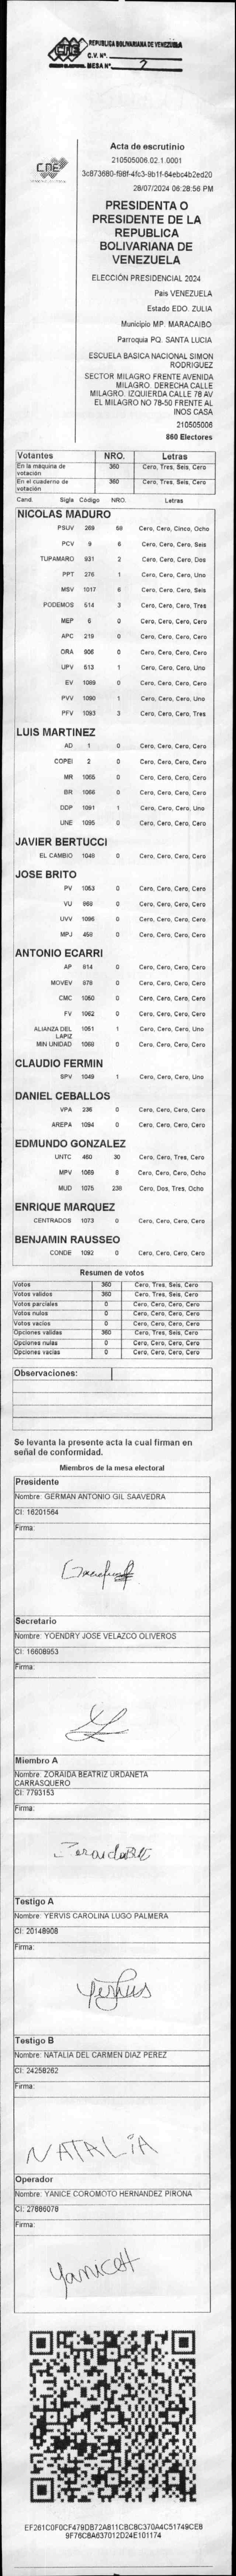 CNE
REPUBLICA BOLIVARIANA DE VENEZUELA
C.V. Nº.
MESA Nº 2
CNE
Acta de escrutinio
210505006.02.1.0001
3c873680-f98f-4fc3-9b1f-64ebc4b2ed20
28/07/2024 06:28:56 PM
PRESIDENTA O
PRESIDENTE DE LA
REPUBLICA
BOLIVARIANA DE
VENEZUELA
ELECCIÓN PRESIDENCIAL 2024
País VENEZUELA
Estado EDO. ZULIA
Municipio MP. MARACAIBO
Parroquia PQ. SANTA LUCIA
ESCUELA BASICA NACIONAL SIMON
RODRIGUEZ
SECTOR MILAGRO FRENTE AVENIDA
MILAGRO. DERECHA CALLE
MILAGRO. IZQUIERDA CALLE 78 AV
EL MILAGRO NO 78-50 FRENTE AL
INOS CASA
210505006
860 Electores
Votantes NRO. Letras
En la máquina de votación 360 Cero, Tres, Seis, Cero
En el cuaderno de votación 360 Cero, Tres, Seis, Cero
Cand. Sigla Código NRO. Letras
NICOLAS MADURO
PSUV 269 58 Cero, Cero, Cinco, Ocho
PCV 9 6 Cero, Cero, Cero, Seis
TUPAMARO 931 2 Cero, Cero, Cero, Dos
PPT 276 1 Cero, Cero, Cero, Uno
MSV 1017 6 Cero, Cero, Cero, Seis
PODEMOS 514 3 Cero, Cero, Cero, Tres
MEP 6 0 Cero, Cero, Cero, Cero
APC 219 0 Cero, Cero, Cero, Cero
ORA 906 0 Cero, Cero, Cero, Cero
UPV 513 1 Cero, Cero, Cero, Uno
EV 1089 0 Cero, Cero, Cero, Cero
PVV 1090 1 Cero, Cero, Cero, Uno
PFV 1093 3 Cero, Cero, Cero, Tres
LUIS MARTINEZ
AD 1 0 Cero, Cero, Cero, Cero
COPEI 2 0 Cero, Cero, Cero, Cero
MR 1065 0 Cero, Cero, Cero, Cero
BR 1066 0 Cero, Cero, Cero, Cero
DDP 1091 1 Cero, Cero, Cero, Uno
UNE 1095 0 Cero, Cero, Cero, Cero
JAVIER BERTUCCI
EL CAMBIO 1048 0 Cero, Cero, Cero, Cero
JOSE BRITO
PV 1053 0 Cero, Cero, Cero, Cero
VU 868 0 Cero, Cero, Cero, Cero
UVV 1096 0 Cero, Cero, Cero, Cero
MPJ 458 0 Cero, Cero, Cero, Cero
ANTONIO ECARRI
AP 814 0 Cero, Cero, Cero, Cero
MOVEV 878 0 Cero, Cero, Cero, Cero
CMC 1050 0 Cero, Cero, Cero, Cero
FV 1052 0 Cero, Cero, Cero, Cero
ALIANZA DEL LAPIZ 1051 1 Cero, Cero, Cero, Uno
MIN UNIDAD 1068 0 Cero, Cero, Cero, Cero
CLAUDIO FERMIN
SPV 1049 1 Cero, Cero, Cero, Uno
DANIEL CEBALLOS
VPA 236 0 Cero, Cero, Cero, Cero
AREPA 1094 0 Cero, Cero, Cero, Cero
EDMUNDO GONZALEZ
UNTC 460 30 Cero, Cero, Tres, Cero
MPV 1069 8 Cero, Cero, Cero, Ocho
MUD 1075 238 Cero, Dos, Tres, Ocho
ENRIQUE MARQUEZ
CENTRADOS 1073 0 Cero, Cero, Cero, Cero
BENJAMIN RAUSSEO
CONDE 1092 0 Cero, Cero, Cero, Cero
Resumen de votos
Votos 360 Cero, Tres, Seis, Cero
Votos validos 360 Cero, Tres, Seis, Cero
Votos parciales 0 Cero, Cero, Cero, Cero
Votos nulos 0 Cero, Cero, Cero, Cero
Votos vacios 0 Cero, Cero, Cero, Cero
Opciones validas 360 Cero, Tres, Seis, Cero
Opciones nulas 0 Cero, Cero, Cero, Cero
Opciones vacias 0 Cero, Cero, Cero, Cero
Observaciones:
Se levanta la presente acta la cual firman en
señal de conformidad.
Miembros de la mesa electoral
Presidente
Nombre: GERMAN ANTONIO GIL SAAVEDRA
CI: 16201564
Firma:
Secretario
Nombre: YOENDRY JOSE VELAZCO OLIVEROS
CI: 16608953
Firma:
Miembro A
Nombre: ZORAIDA BEATRIZ URDANETA
CARRASQUERO
CI: 7793153
Firma:
Testigo A
Nombre: YERVIS CAROLINA LUGO PALMERA
CI: 20148908
Firma:
Testigo B
Nombre: NATALIA DEL CARMEN DIAZ PEREZ
CI: 24258262
Firma:
NATALIA
Operador
Nombre: YANICE COROMOTO HERNANDEZ PIRONA
CI: 27886078
Firma:
EF261C0F0CF479DB72A811C8C8C370A4C51749CE8
9F76C8A637012D24E101174